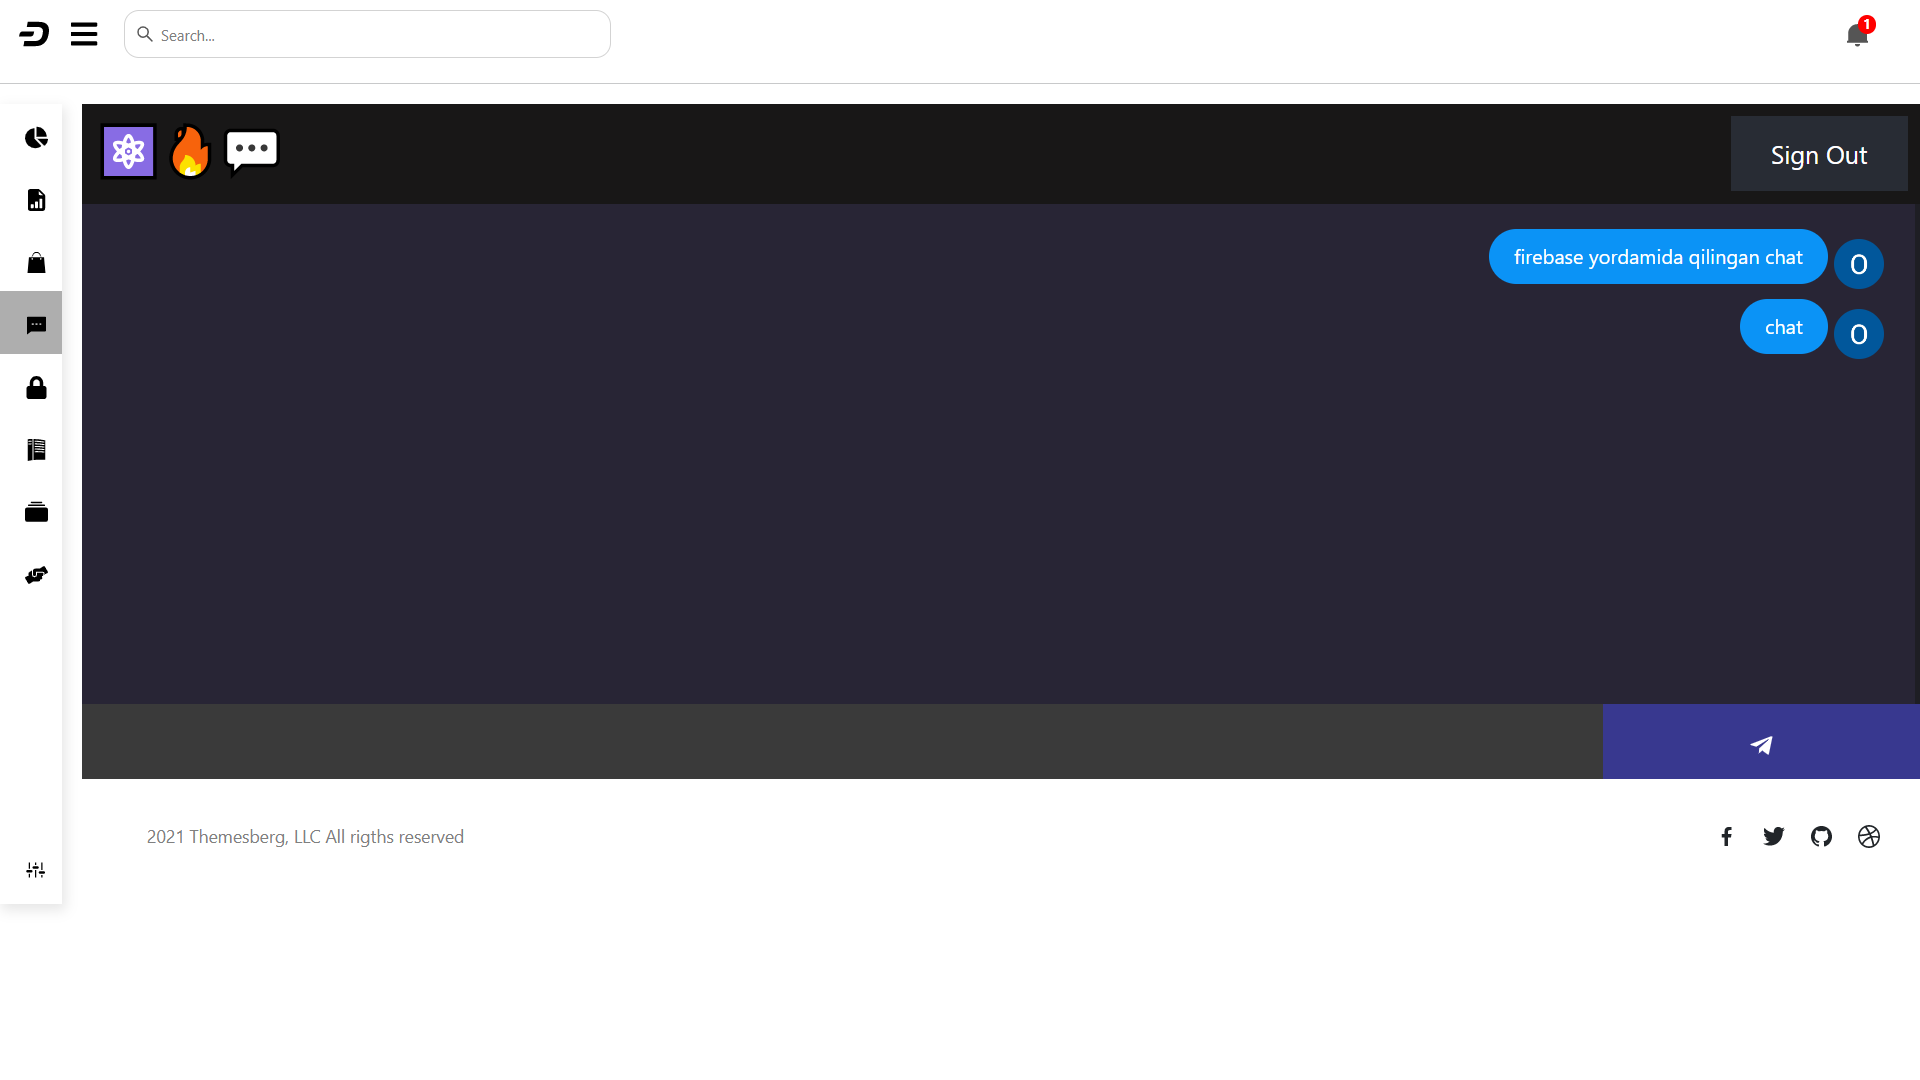 Search...
1
Sign Out
firebase yordamida qilingan chat
O
chat
O
2021 Themesberg, LLC All rigths reserved